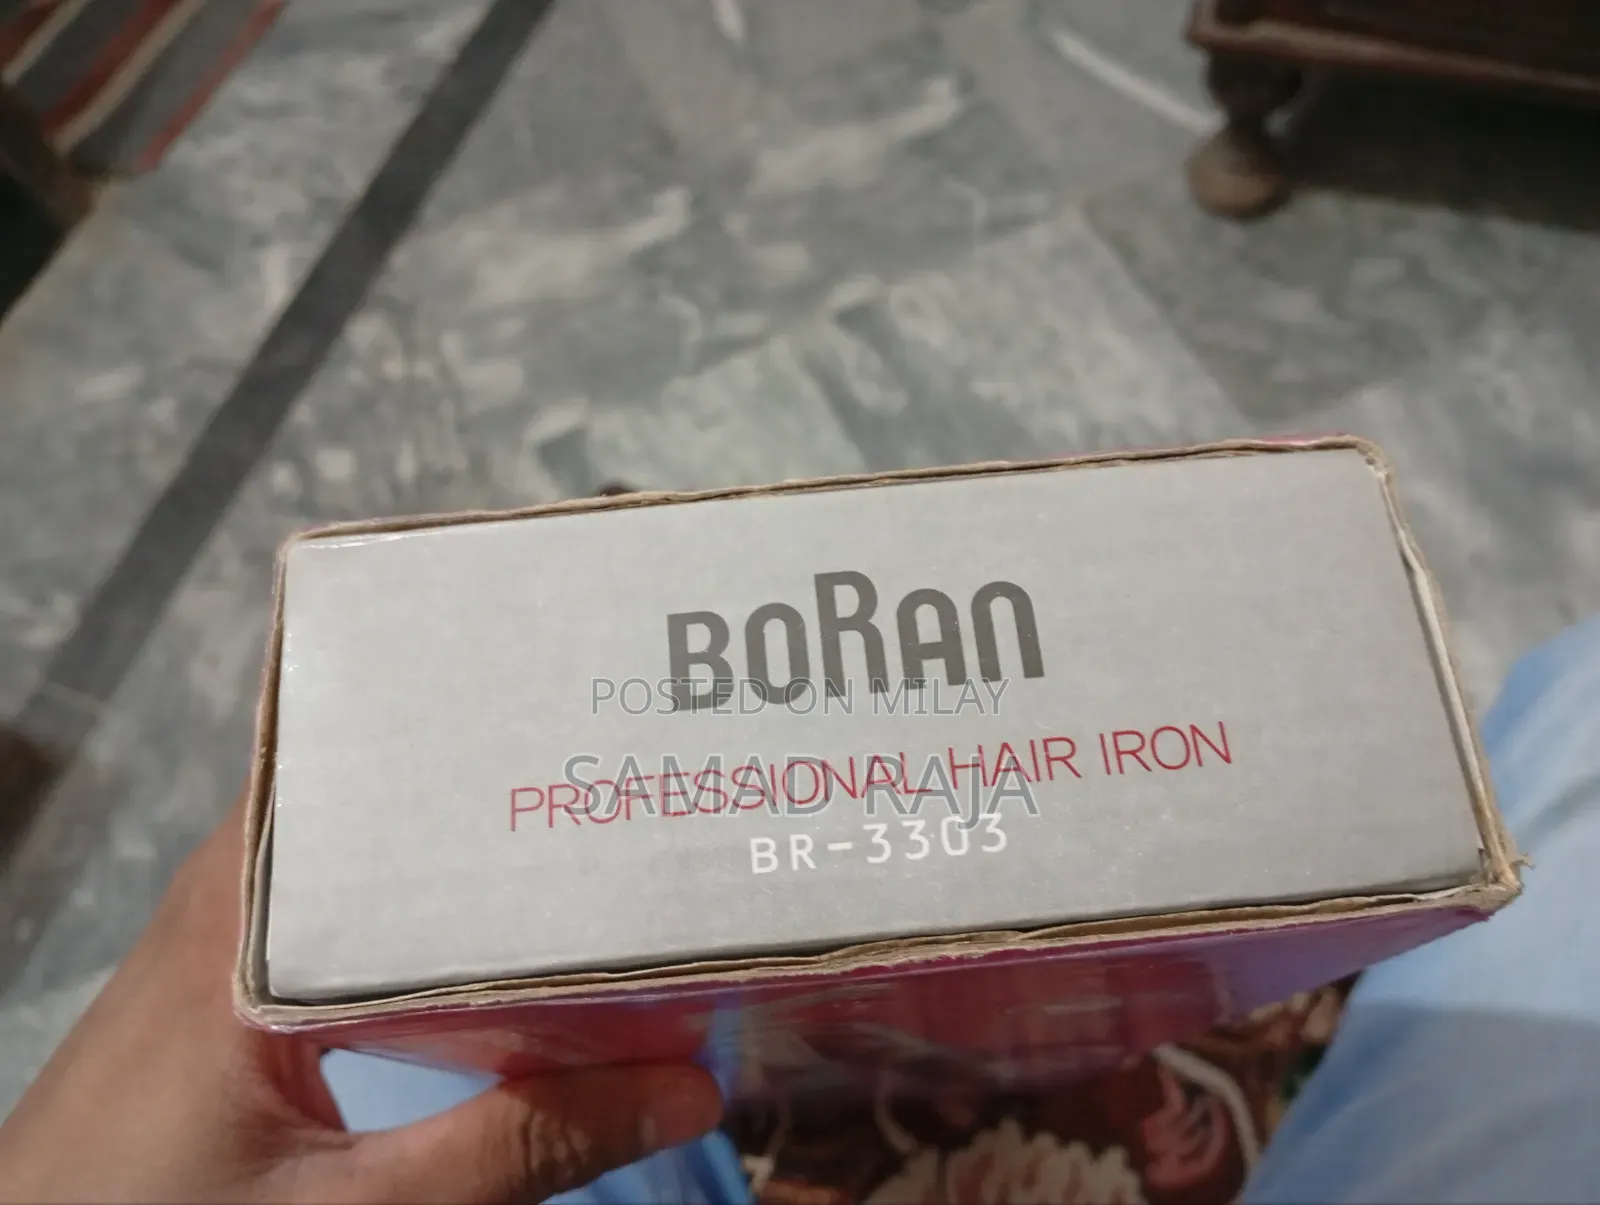 BORAN
POSTED ON MILAY
PROFESSIONAL HAIR IRON
SAMAD RAJA
BR-3303